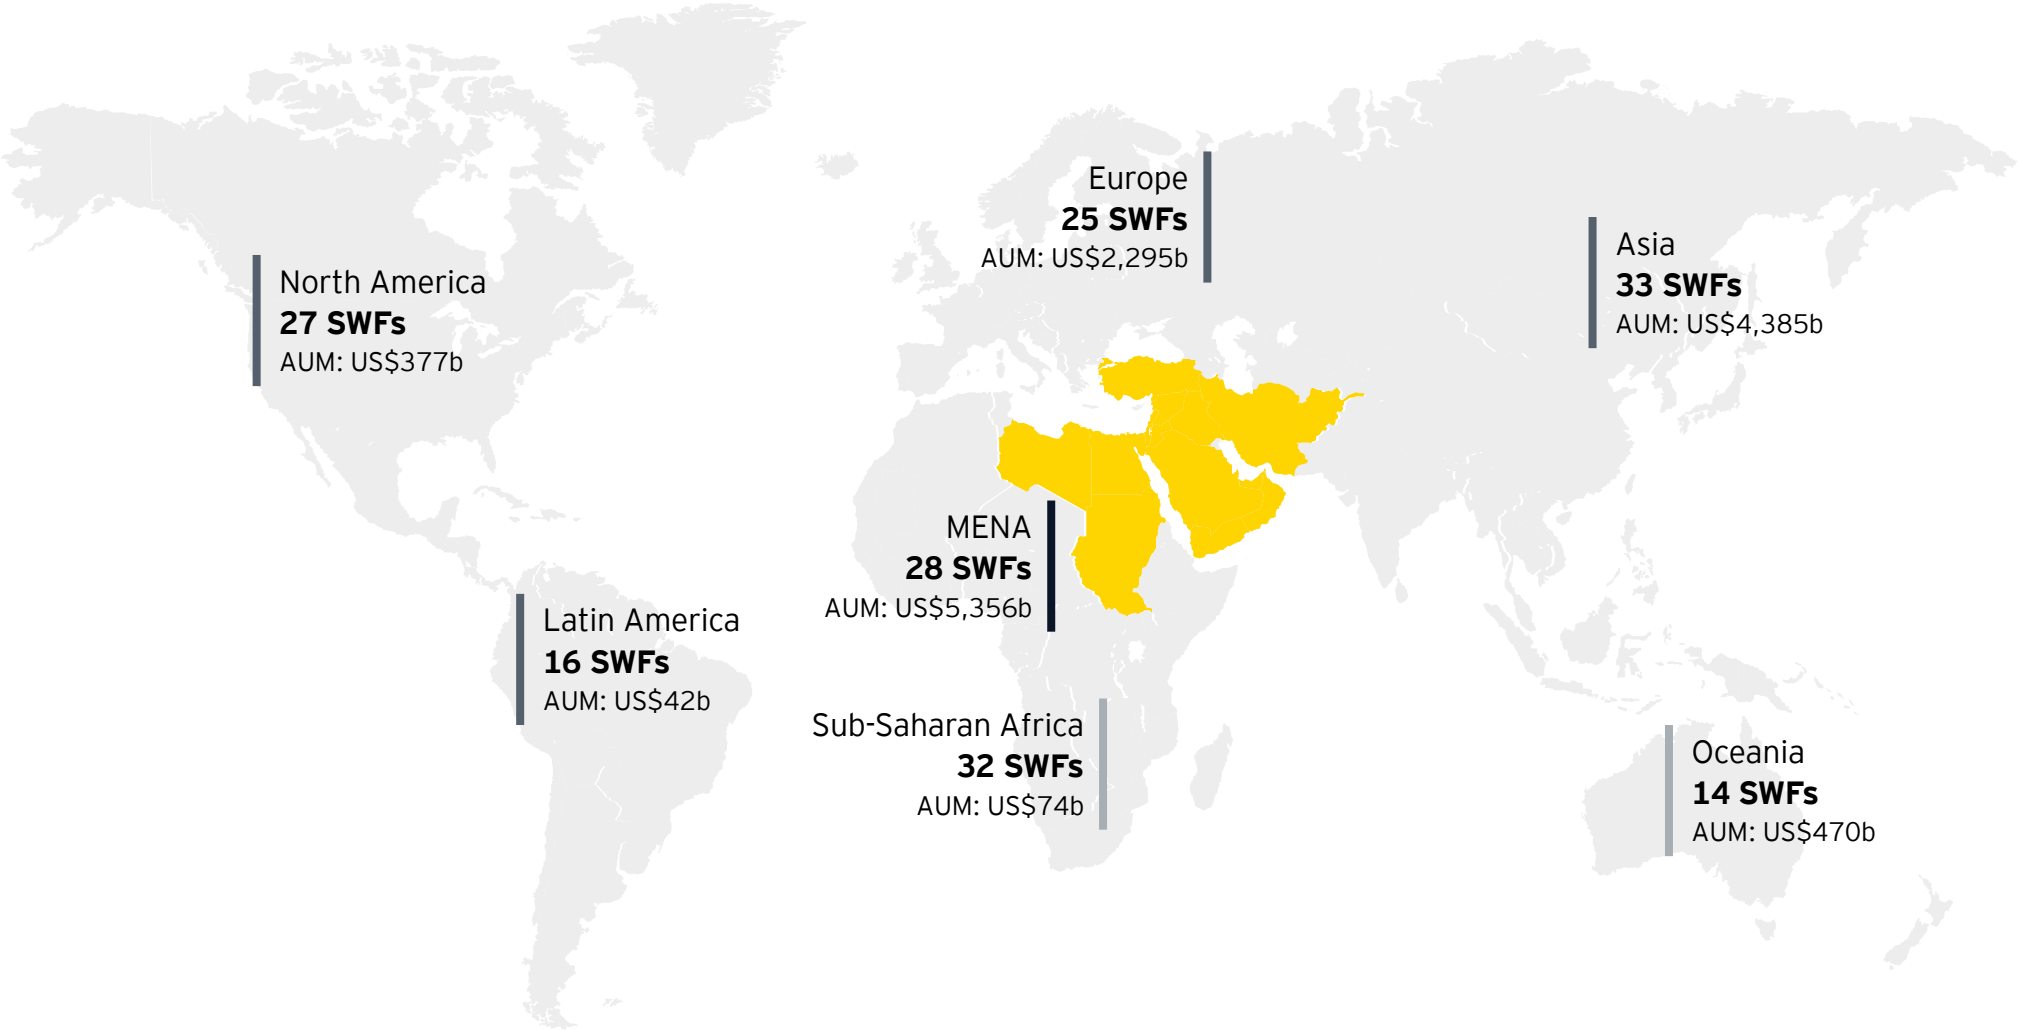 Europe
25 SWFs
AUM: US$2,295b
Asia
33 SWFs
AUM: US$4,385b
North America
27 SWFs
AUM: US$377b
MENA
28 SWFs
AUM: US$5,356b
Latin America
16 SWFs
AUM: US$42b
Sub-Saharan Africa
32 SWFs
AUM: US$74b
Oceania
14 SWFs
AUM: US$470b